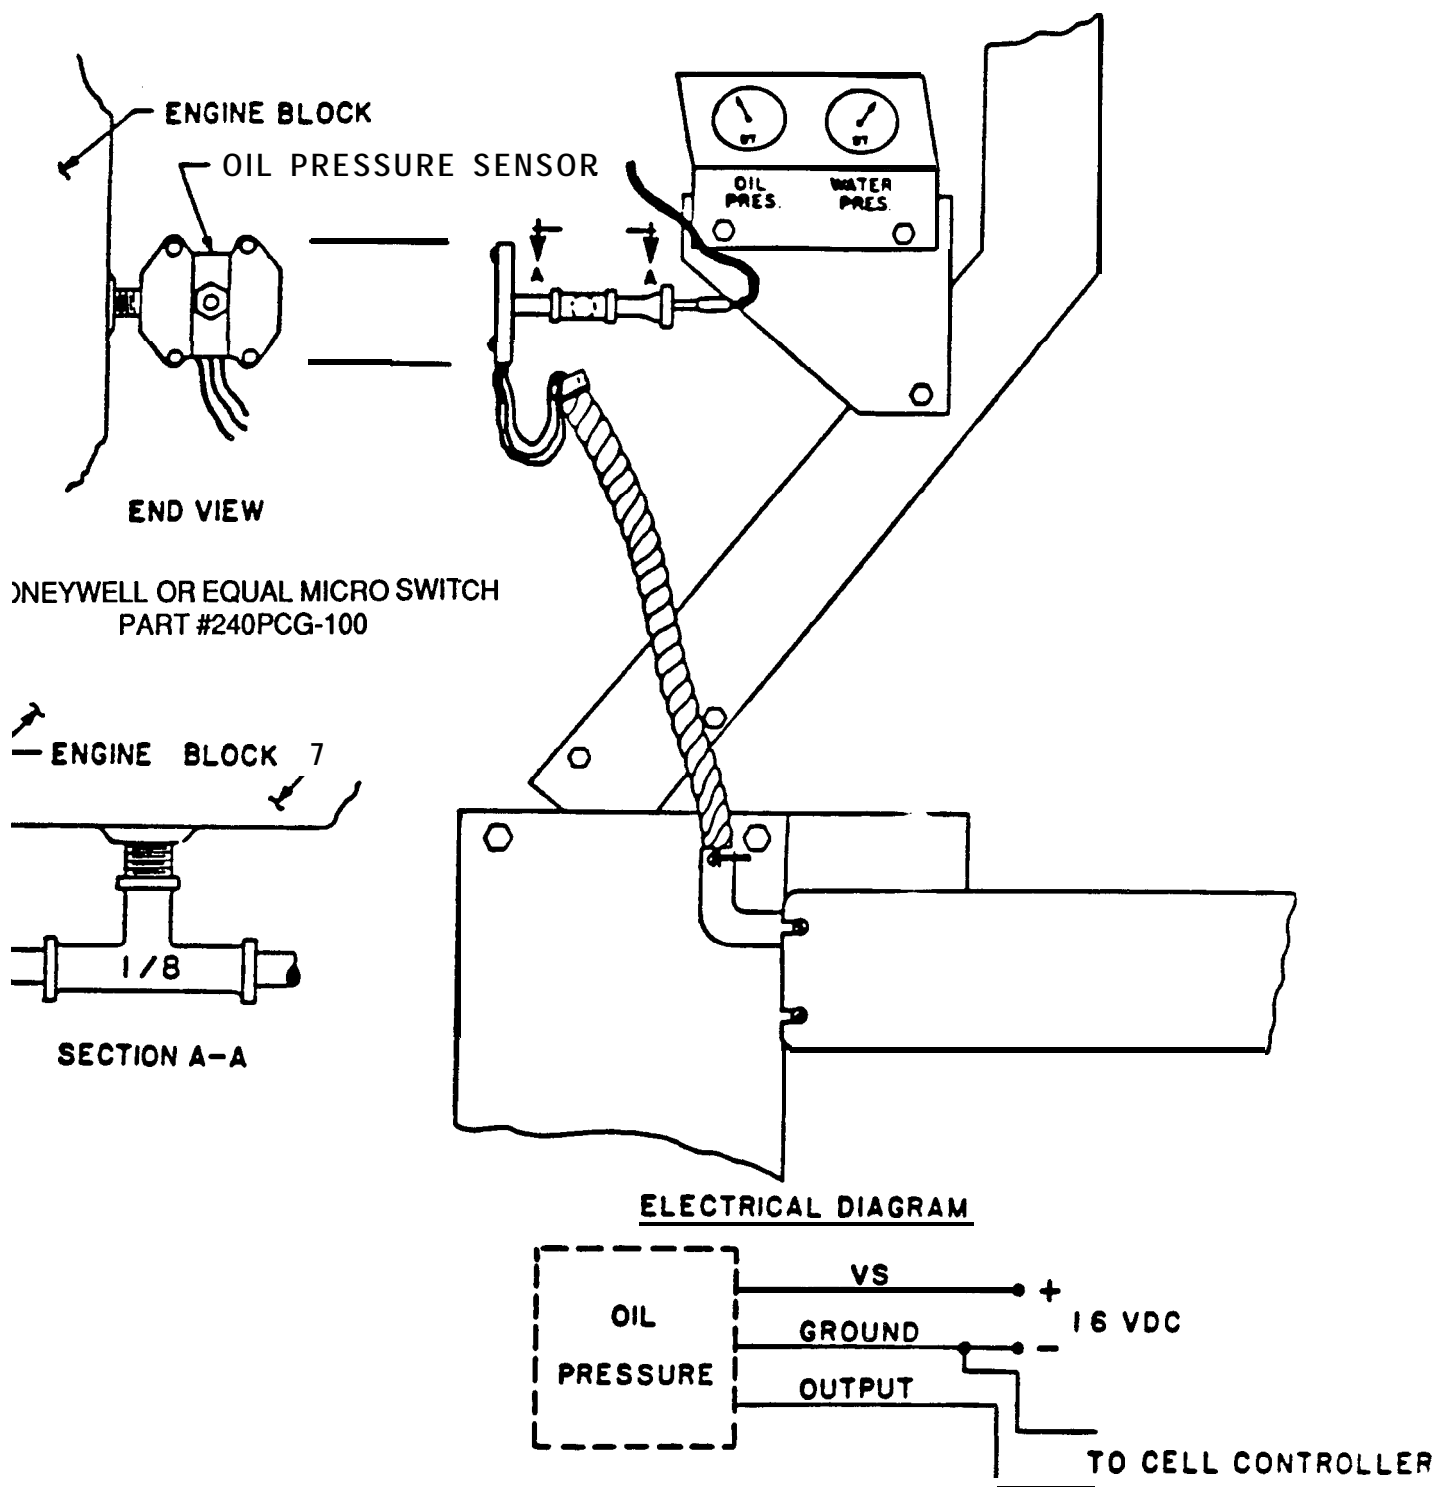 ENGINE BLOCK
OIL PRESSURE SENSOR
OIL PRES.
WATER PRES.
A A
END VIEW
ONEYWELL OR EQUAL MICRO SWITCH
PART #240PCG-100
ENGINE BLOCK 7
1/8
SECTION A-A
ELECTRICAL DIAGRAM
VS
+
OIL
PRESSURE
16 VDC
GROUND
-
OUTPUT
TO CELL CONTROLLER